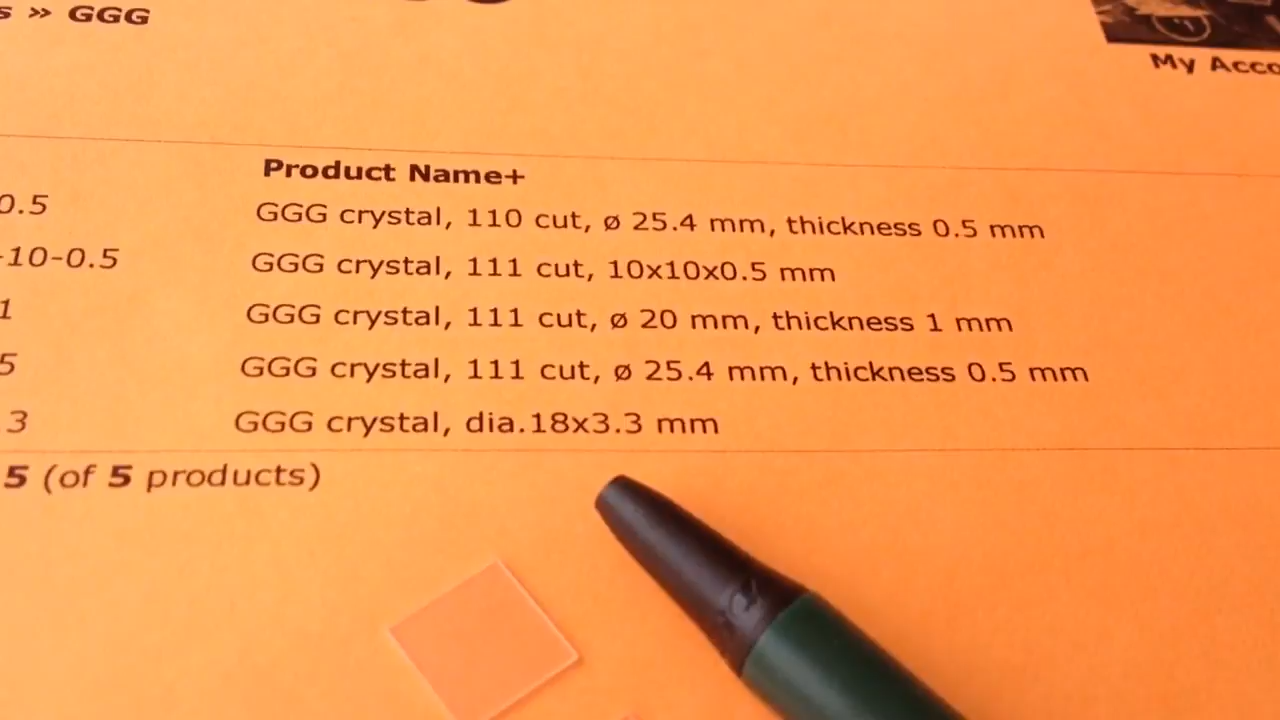 s » GGG
My Acco
Product Name+
0.5 GGG crystal, 110 cut, ø 25.4 mm, thickness 0.5 mm
-10-0.5 GGG crystal, 111 cut, 10x10x0.5 mm
1 GGG crystal, 111 cut, ø 20 mm, thickness 1 mm
5 GGG crystal, 111 cut, ø 25.4 mm, thickness 0.5 mm
3 GGG crystal, dia.18x3.3 mm
5 (of 5 products)